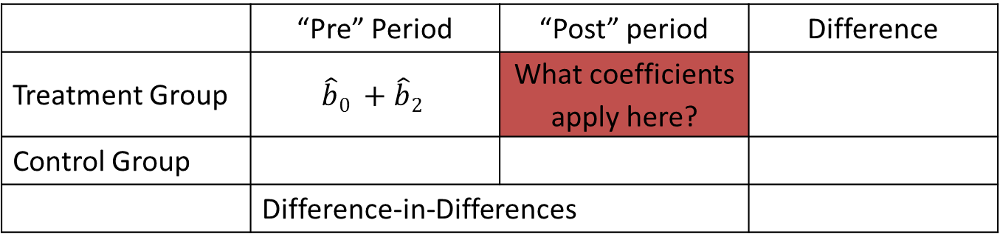 “Pre” Period “Post” period Difference
Treatment Group b̂₀ + b̂₂ What coefficients
apply here?
Control Group
Difference-in-Differences